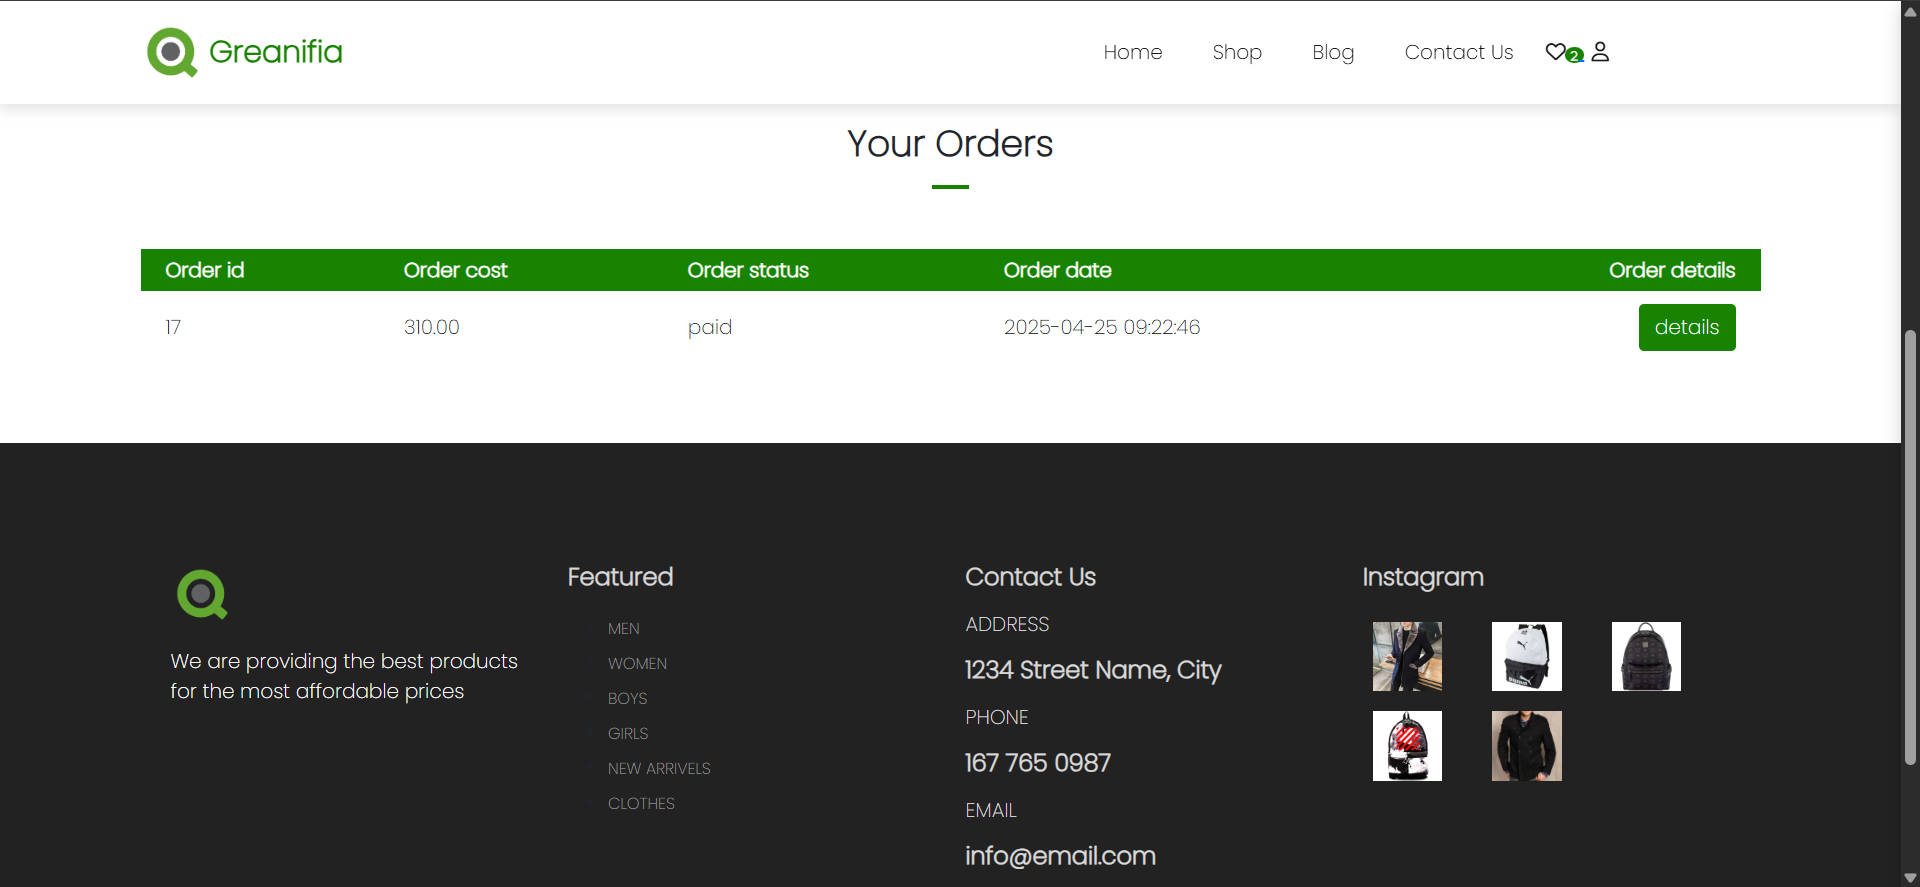 Greanifia
Home Shop Blog Contact Us 2
Your Orders
Order id Order cost Order status Order date Order details
17 310.00 paid 2025-04-25 09:22:46 details
We are providing the best products
for the most affordable prices
Featured
MEN
WOMEN
BOYS
GIRLS
NEW ARRIVELS
CLOTHES
Contact Us
ADDRESS
1234 Street Name, City
PHONE
167 765 0987
EMAIL
info@email.com
Instagram